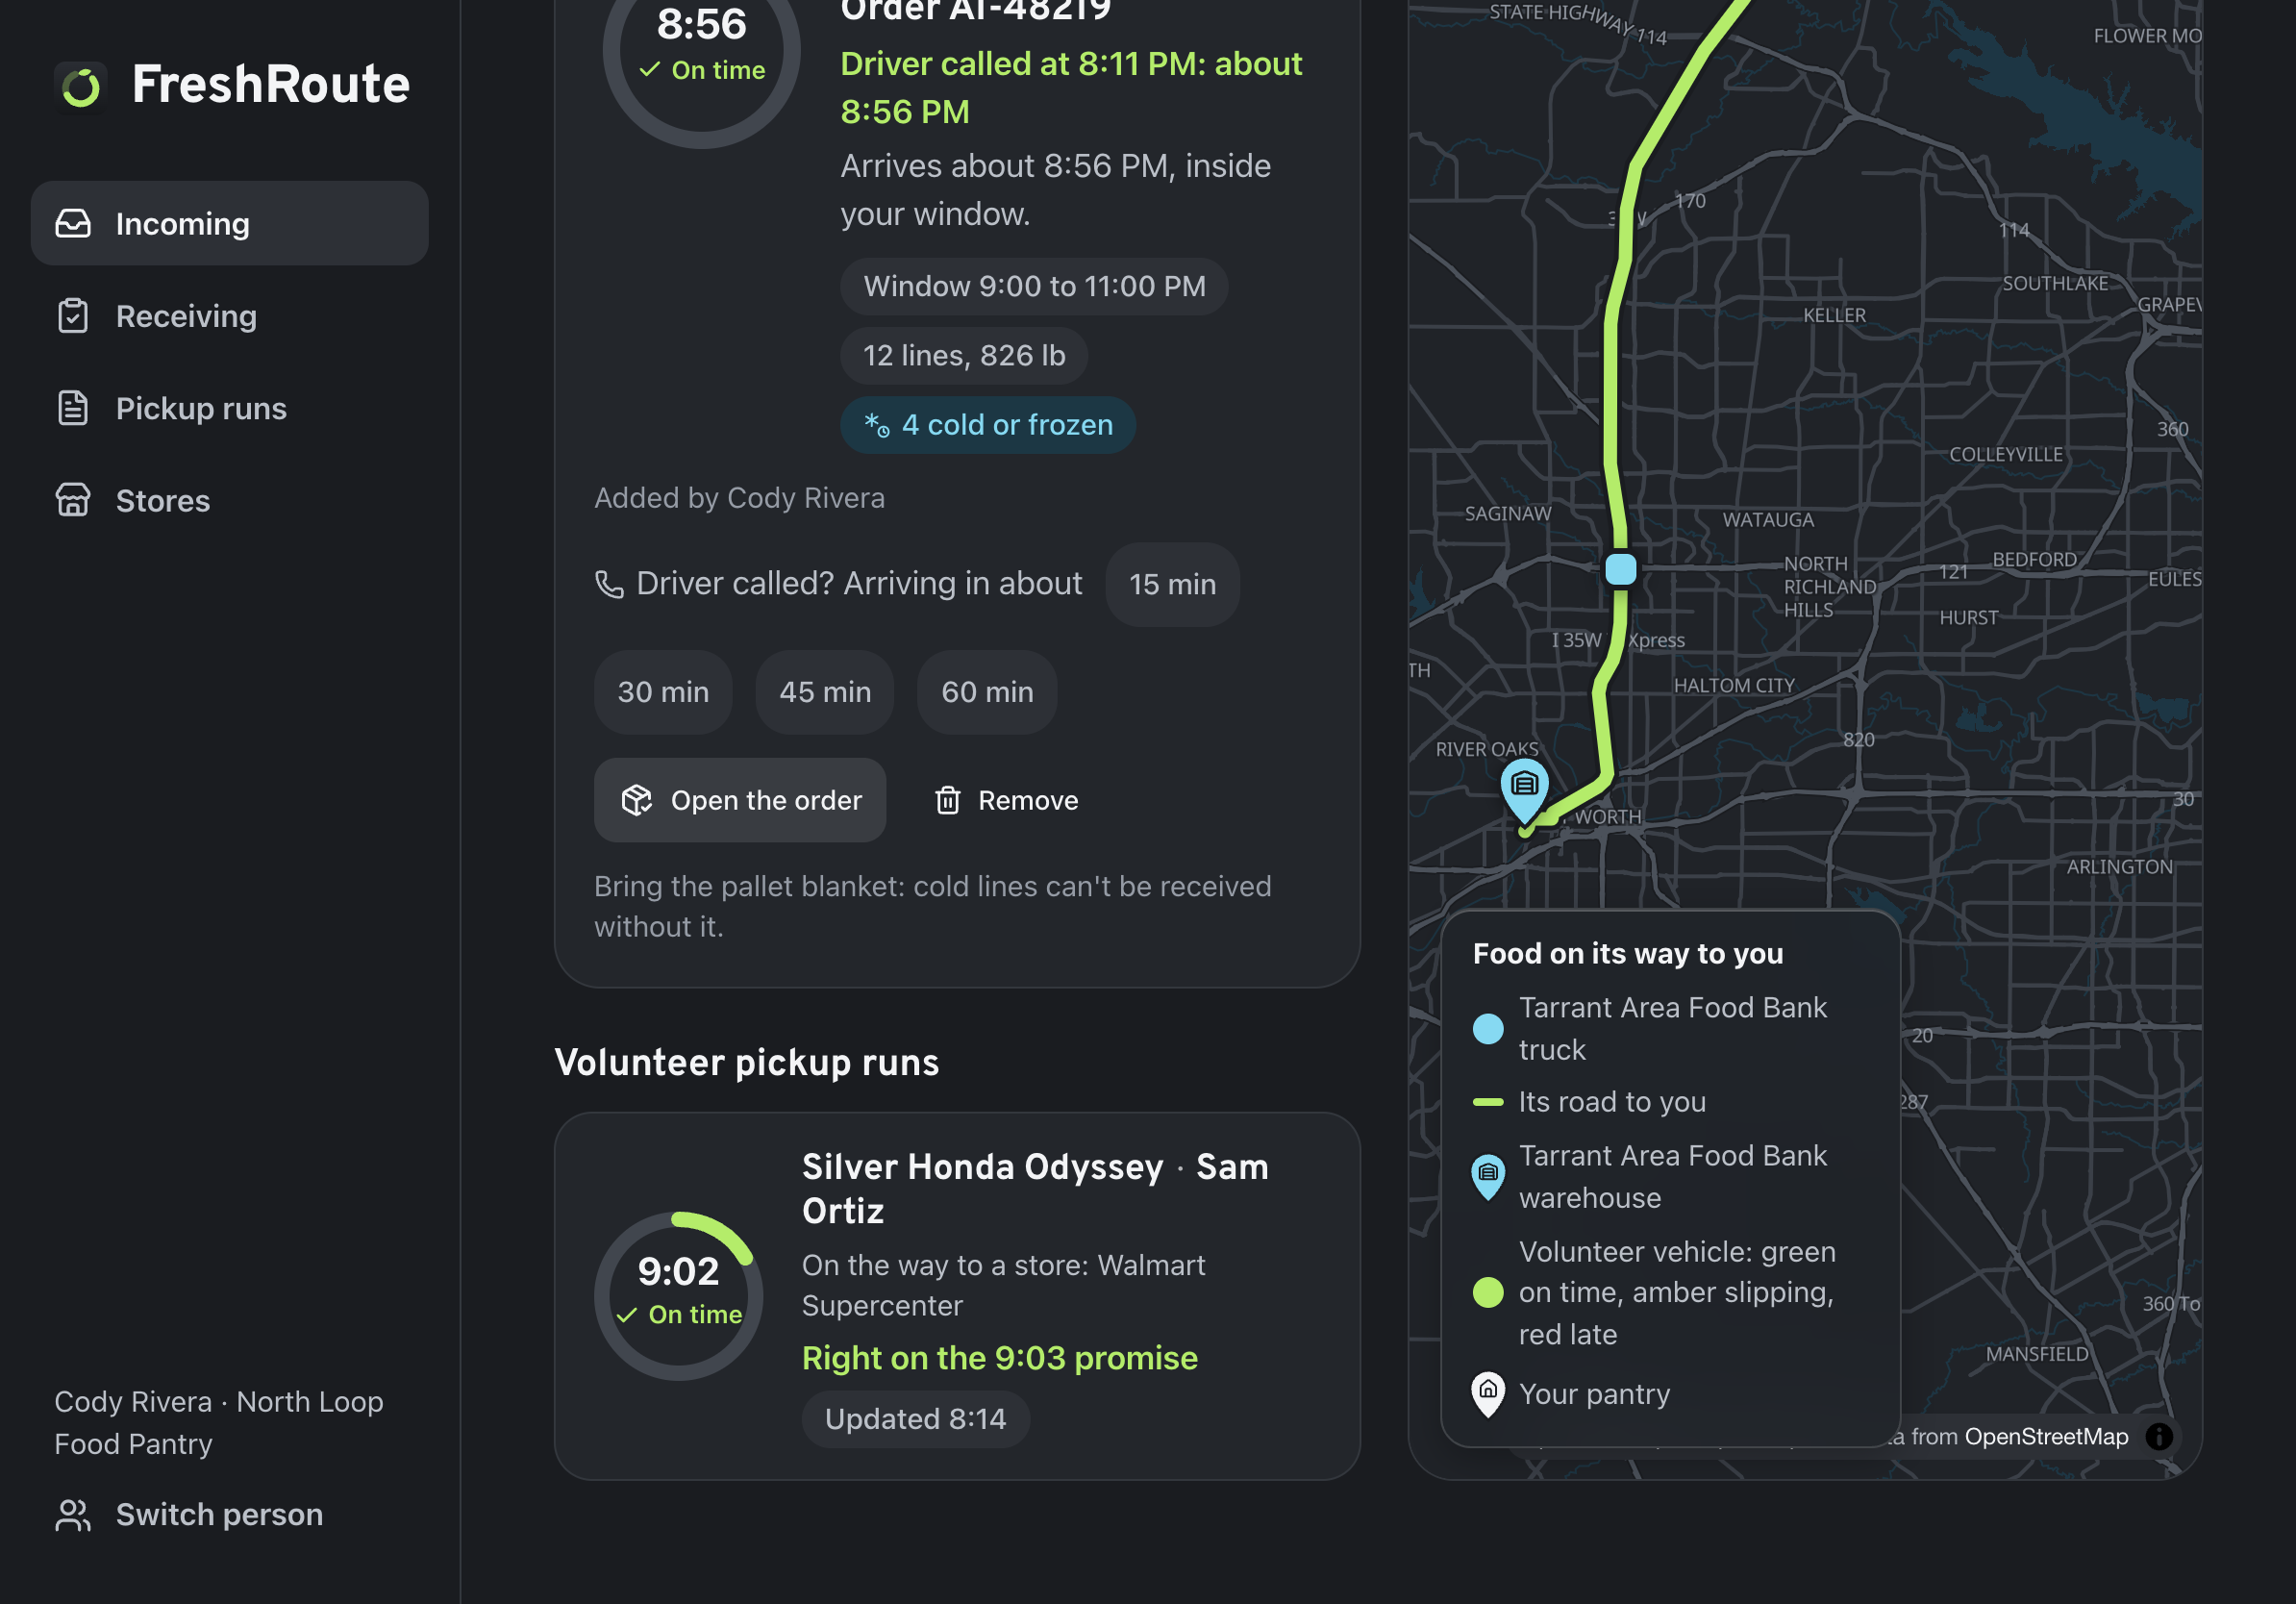 FreshRoute
Incoming
Receiving
Pickup runs
Stores
Cody Rivera · North Loop
Food Pantry
Switch person
8:56
On time
Order AI-48219
Driver called at 8:11 PM: about
8:56 PM
Arrives about 8:56 PM, inside
your window.
Window 9:00 to 11:00 PM
12 lines, 826 lb
4 cold or frozen
Added by Cody Rivera
Driver called? Arriving in about
15 min
30 min
45 min
60 min
Open the order
Remove
Bring the pallet blanket: cold lines can't be received
without it.
Volunteer pickup runs
9:02
On time
Silver Honda Odyssey · Sam
Ortiz
On the way to a store: Walmart
Supercenter
Right on the 9:03 promise
Updated 8:14
STATE HIGHWAY 114
FLOWER MO
170
114
SOUTHLAKE
GRAPEV
KELLER
360
COLLEYVILLE
SAGINAW
WATAUGA
NORTH
RICHLAND
HILLS
121
BEDFORD
EULES
HURST
I 35W
Xpress
TH
HALTOM CITY
RIVER OAKS
820
30
WORTH
ARLINGTON
20
287
360 To
MANSFIELD
Food on its way to you
Tarrant Area Food Bank
truck
Its road to you
Tarrant Area Food Bank
warehouse
Volunteer vehicle: green
on time, amber slipping,
red late
Your pantry
from OpenStreetMap